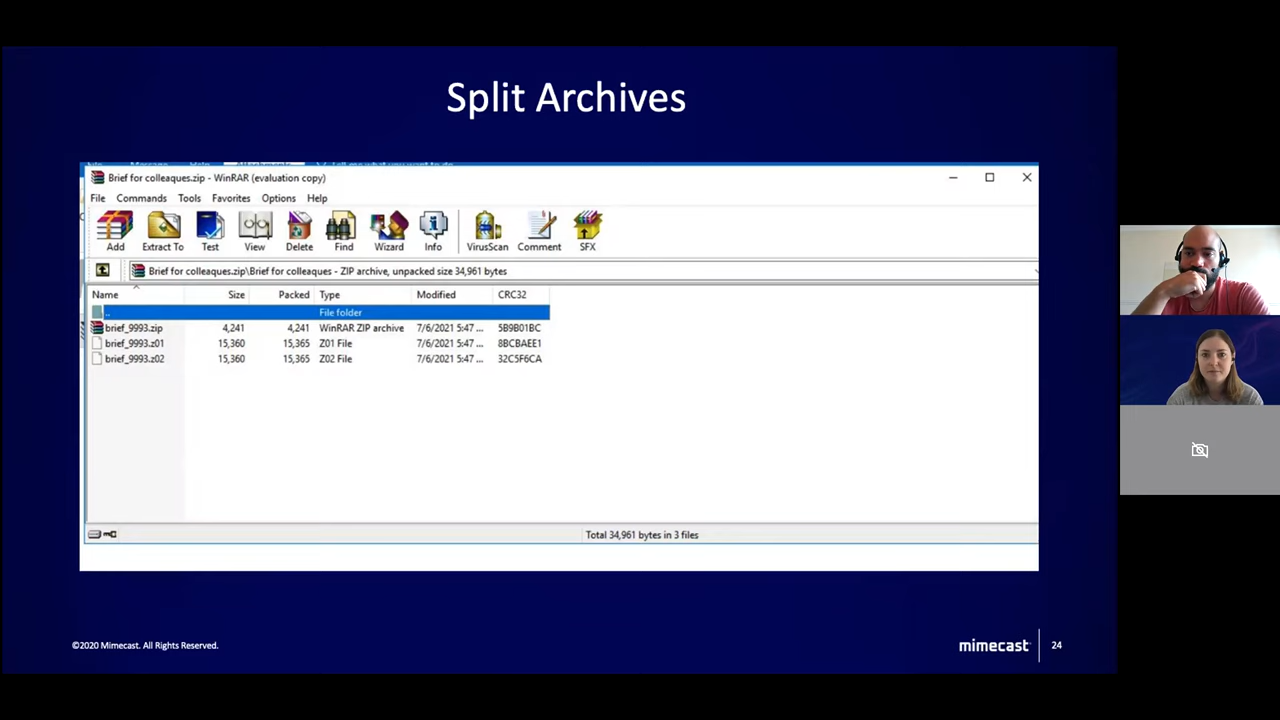 Split Archives
Brief for colleaques.zip - WinRAR (evaluation copy)
File Commands Tools Favorites Options Help
Add Extract To Test View Delete Find Wizard Info VirusScan Comment SFX
Brief for colleaques.zip\Brief for colleaques - ZIP archive, unpacked size 34,961 bytes
Name Size Packed Type Modified CRC32
.. File folder
brief_9993.zip 4,241 4,241 WinRAR ZIP archive 7/6/2021 5:47 ... 5B9B01BC
brief_9993.z01 15,360 15,365 Z01 File 7/6/2021 5:47 ... 8BCBAEE1
brief_9993.z02 15,360 15,365 Z02 File 7/6/2021 5:47 ... 32C5F6CA
Total 34,961 bytes in 3 files
©2020 Mimecast. All Rights Reserved.
mimecast 24